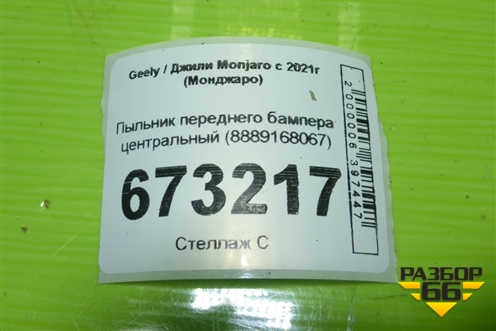 Geely / Джили Monjaro с 2021г
(Монджаро)
Пыльник переднего бампера
центральный (8889168067)
673217
Стеллаж С
2000006397447
РАЗБОР
66